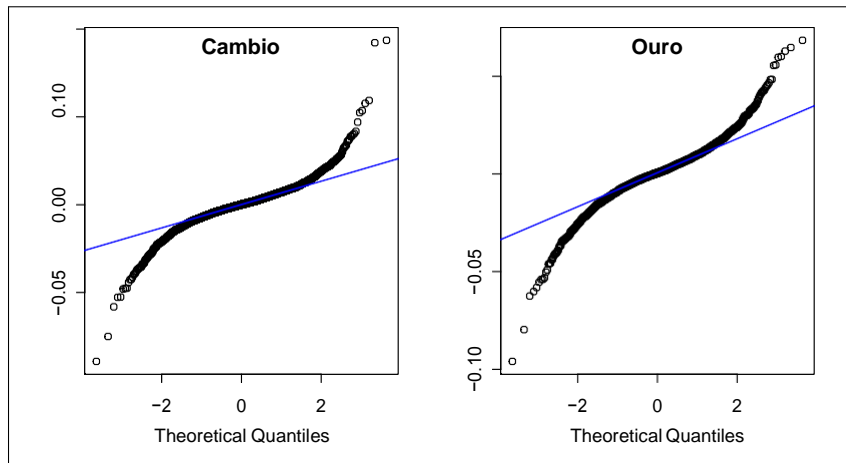 Cambio
0.10
0.00
−0.05
−2
0
2
Theoretical Quantiles
Ouro
−0.05
−0.10
−2
0
2
Theoretical Quantiles